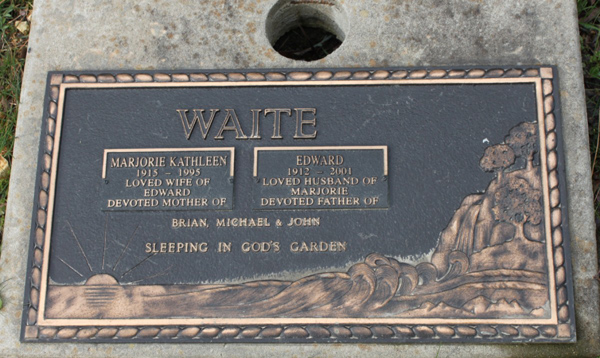 WAITE
MARJORIE KATHLEEN
1915 - 1995
LOVED WIFE OF
EDWARD
DEVOTED MOTHER OF
EDWARD
1912 - 2001
LOVED HUSBAND OF
MARJORIE
DEVOTED FATHER OF
BRIAN, MICHAEL & JOHN
SLEEPING IN GOD'S GARDEN